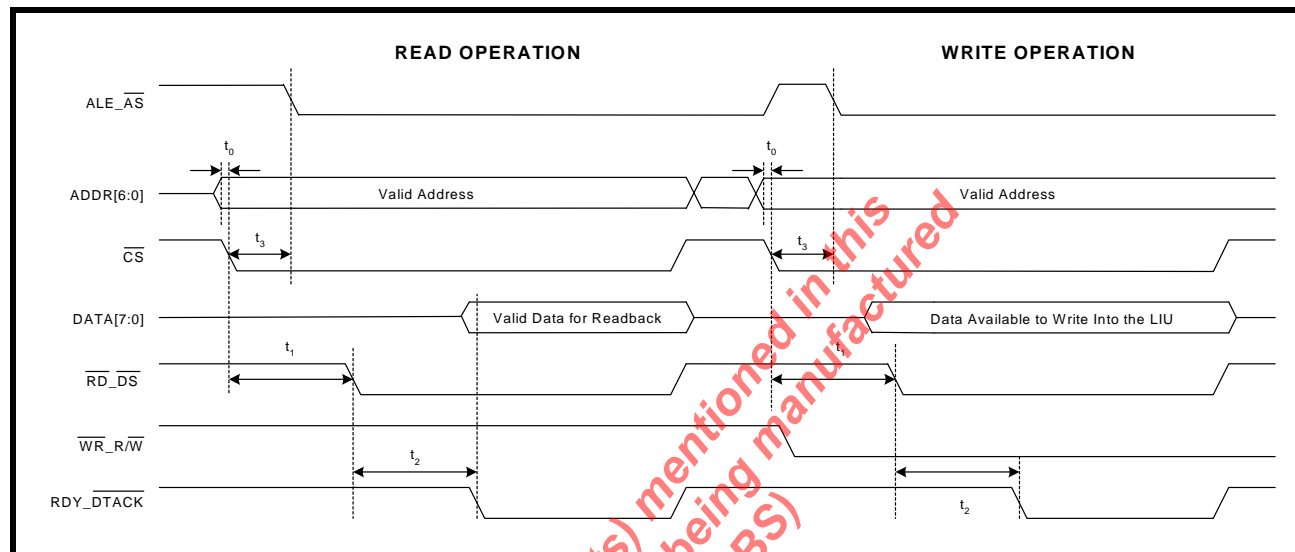 READ OPERATION WRITE OPERATION
ALE_AS
t0 t0
ADDR[6:0] Valid Address Valid Address
CS t3 t3
DATA[7:0] Valid Data for Readback Data Available to Write Into the LIU
t1 t1
RD_DS
WR_R/W
t2
RDY_DTACK
t2
mentioned in this
being manufactured